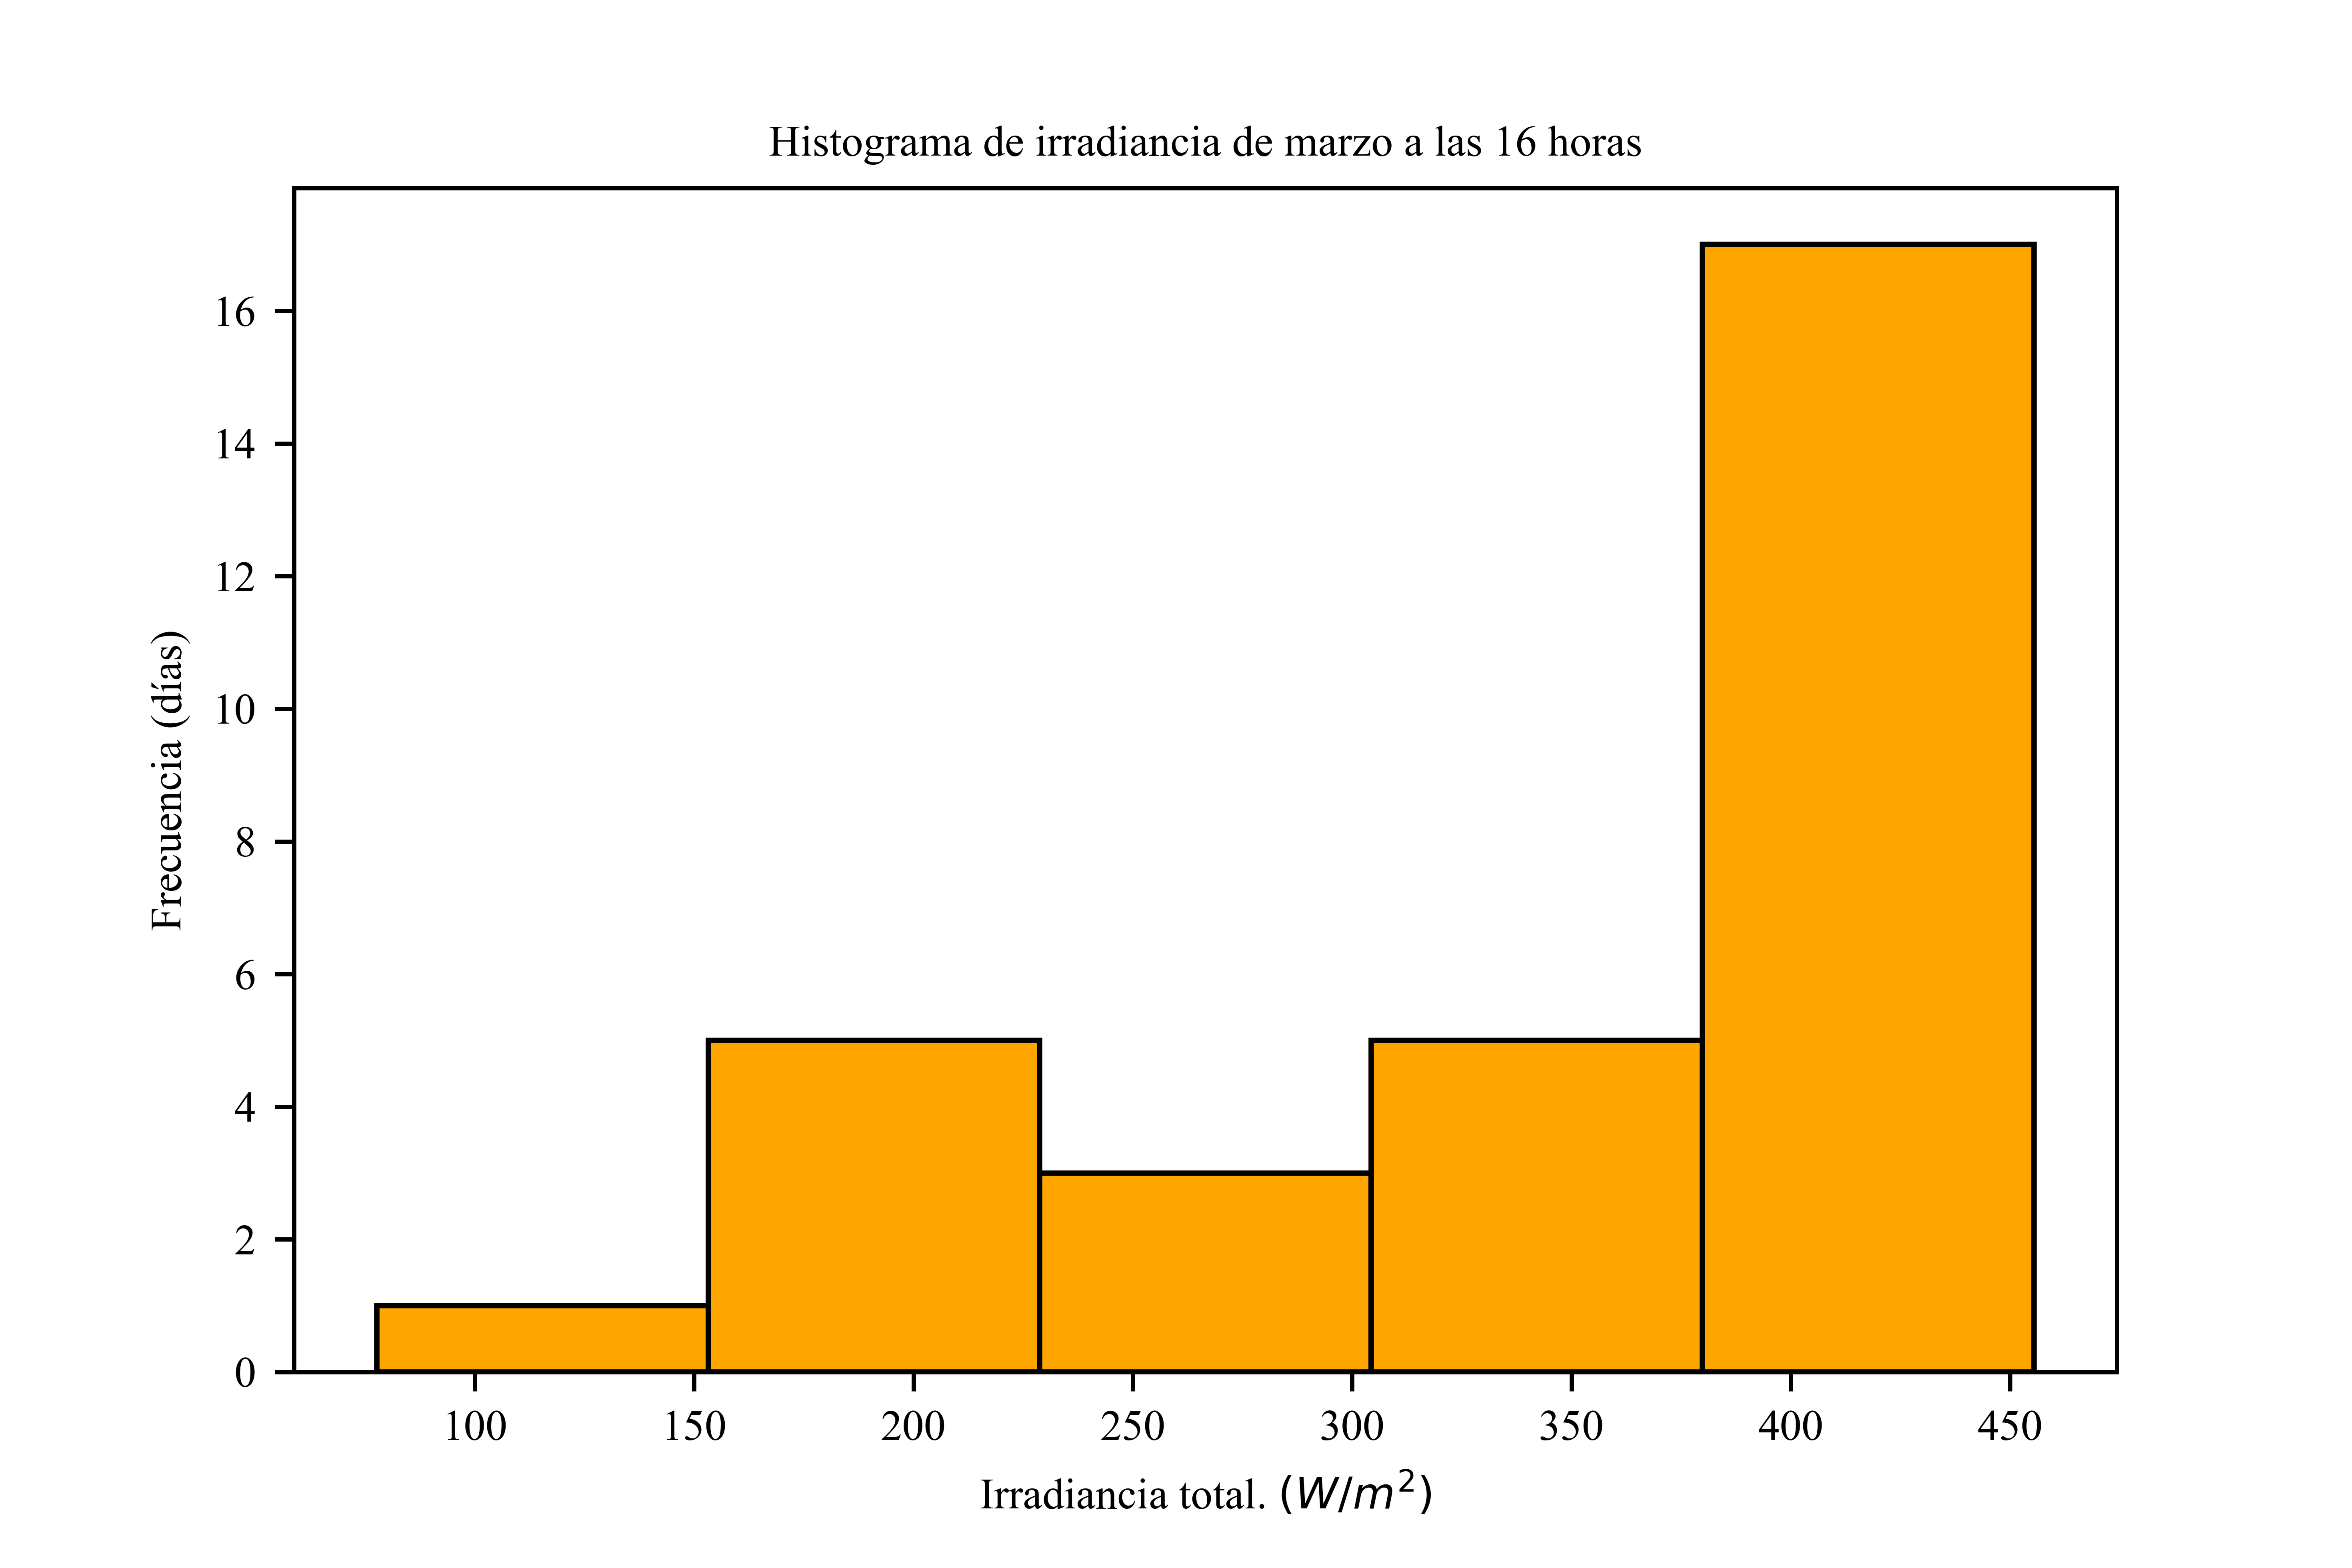 Histograma de irradiancia de marzo a las 16 horas
16
14
12
10
8
6
4
2
0
Frecuencia (días)
100 150 200 250 300 350 400 450
Irradiancia total. (W/m²)